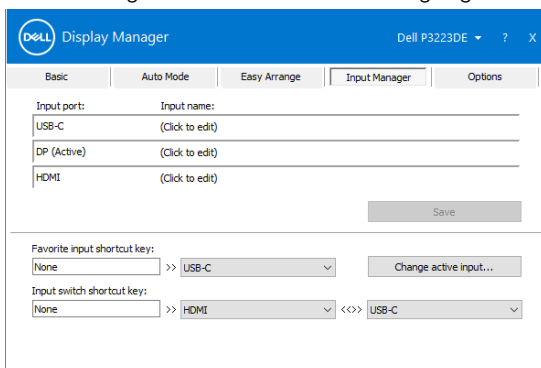 DELL Display Manager Dell P3223DE ? X
Basic Auto Mode Easy Arrange Input Manager Options
Input port: Input name:
USB-C (Click to edit)
DP (Active) (Click to edit)
HDMI (Click to edit)
Save
Favorite input shortcut key:
None >> USB-C Change active input...
Input switch shortcut key:
None >> HDMI <<>> USB-C